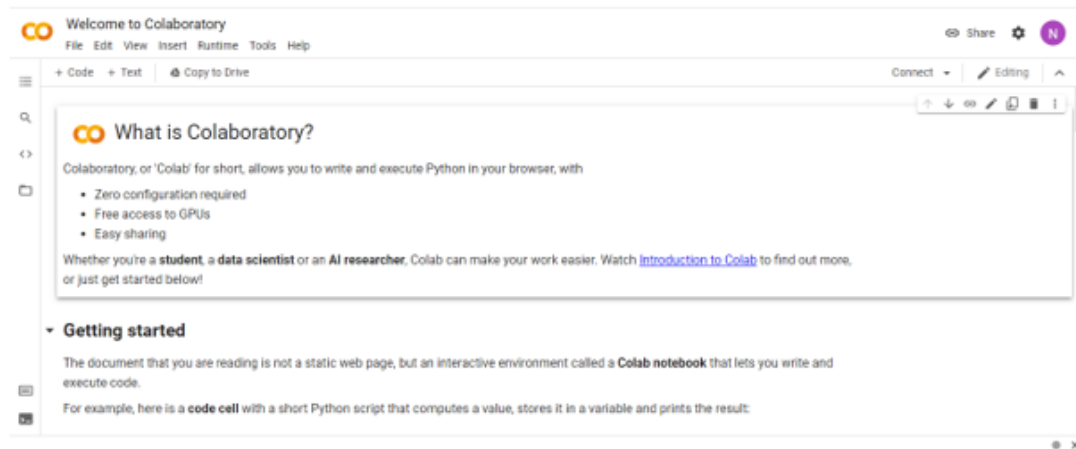 Welcome to Colaboratory
File Edit View Insert Runtime Tools Help
Share
N
+ Code + Text Copy to Drive
Connect Editing
What is Colaboratory?
Colaboratory, or 'Colab' for short, allows you to write and execute Python in your browser, with
• Zero configuration required
• Free access to GPUs
• Easy sharing
Whether you're a student, a data scientist or an AI researcher, Colab can make your work easier. Watch Introduction to Colab to find out more,
or just get started below!
Getting started
The document that you are reading is not a static web page, but an interactive environment called a Colab notebook that lets you write and
execute code.
For example, here is a code cell with a short Python script that computes a value, stores it in a variable and prints the result: